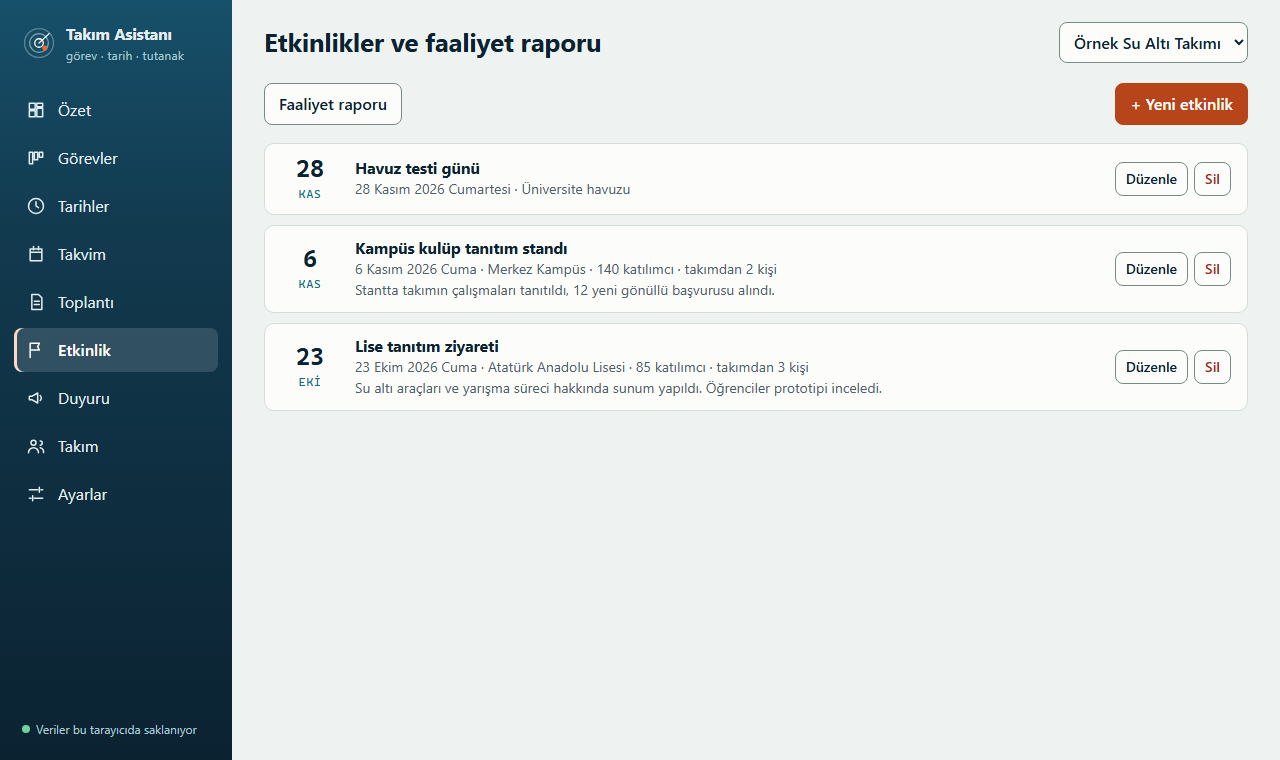 Takım Asistanı
görev · tarih · tutanak
Özet
Görevler
Tarihler
Takvim
Toplantı
Etkinlik
Duyuru
Takım
Ayarlar
Veriler bu tarayıcıda saklanıyor
Etkinlikler ve faaliyet raporu
Örnek Su Altı Takımı
Faaliyet raporu
+ Yeni etkinlik
28
KAS
Havuz testi günü
28 Kasım 2026 Cumartesi · Üniversite havuzu
Düzenle
Sil
6
KAS
Kampüs kulüp tanıtım standı
6 Kasım 2026 Cuma · Merkez Kampüs · 140 katılımcı · takımdan 2 kişi
Stantta takımın çalışmaları tanıtıldı, 12 yeni gönüllü başvurusu alındı.
Düzenle
Sil
23
EKİ
Lise tanıtım ziyareti
23 Ekim 2026 Cuma · Atatürk Anadolu Lisesi · 85 katılımcı · takımdan 3 kişi
Su altı araçları ve yarışma süreci hakkında sunum yapıldı. Öğrenciler prototipi inceledi.
Düzenle
Sil